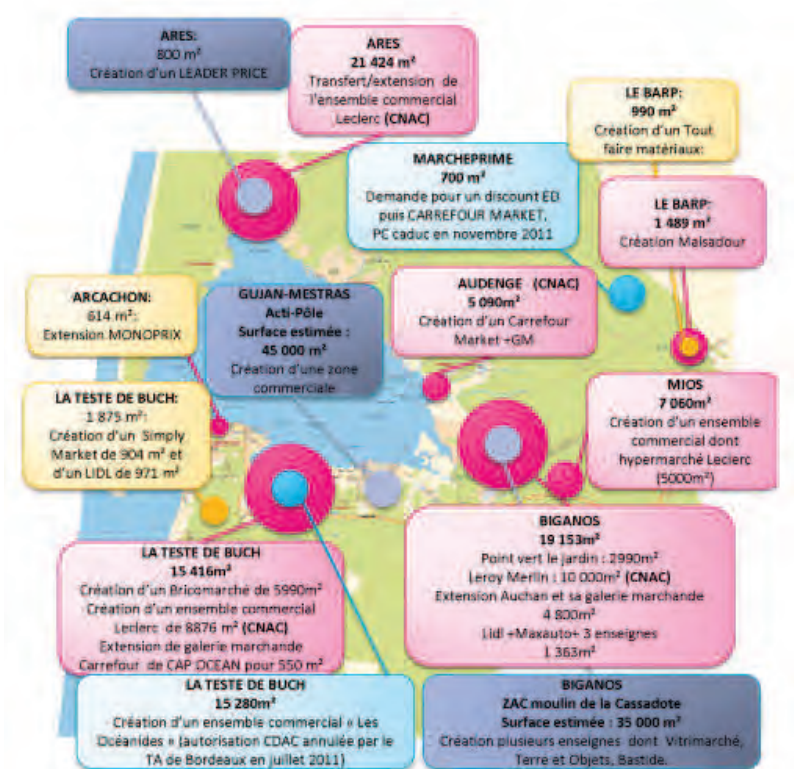 ARES:
800 m²
Création d'un LEADER PRICE
ARES
21 424 m²
Transfert/extension de
l'ensemble commercial
Leclerc (CNAC)
LE BARP:
990 m²
Création d'un Tout
faire matériaux:
MARCHEPRIME
700 m²
Demande pour un discount ED
puis CARREFOUR MARKET,
PC caduc en novembre 2011
LE BARP:
1 489 m²
Création Maisadour
ARCACHON:
614 m²:
Extension MONOPRIX
GUJAN-MESTRAS
Acti-Pôle
Surface estimée :
45 000 m²
Création d'une zone
commerciale
AUDENGE (CNAC)
5 090m²
Création d'un Carrefour
Market +GM
LA TESTE DE BUCH:
1 875 m²:
Création d'un Simply
Market de 904 m² et
d'un LIDL de 971 m²
MIOS
7 060m²
Création d'un ensemble
commercial dont
hypermarché Leclerc
(5000m²)
LA TESTE DE BUCH
15 416m²
Création d'un Bricomarché de 5990m²
Création d'un ensemble commercial
Leclerc de 8876 m² (CNAC)
Extension de galerie marchande
Carrefour de CAP OCEAN pour 550 m²
BIGANOS
19 153m²
Point vert le jardin : 2990m²
Leroy Merlin : 10 000m² (CNAC)
Extension Auchan et sa galerie marchande
4 800m²
Lidl +Maxauto+ 3 enseignes
1 363m²
LA TESTE DE BUCH
15 280m²
Création d'un ensemble commercial « Les
Océanides » (autorisation CDAC annulée par le
TA de Bordeaux en juillet 2011)
BIGANOS
ZAC moulin de la Cassadote
Surface estimée : 35 000 m²
Création plusieurs enseignes dont Vitrimarché,
Terre et Objets, Bastide.